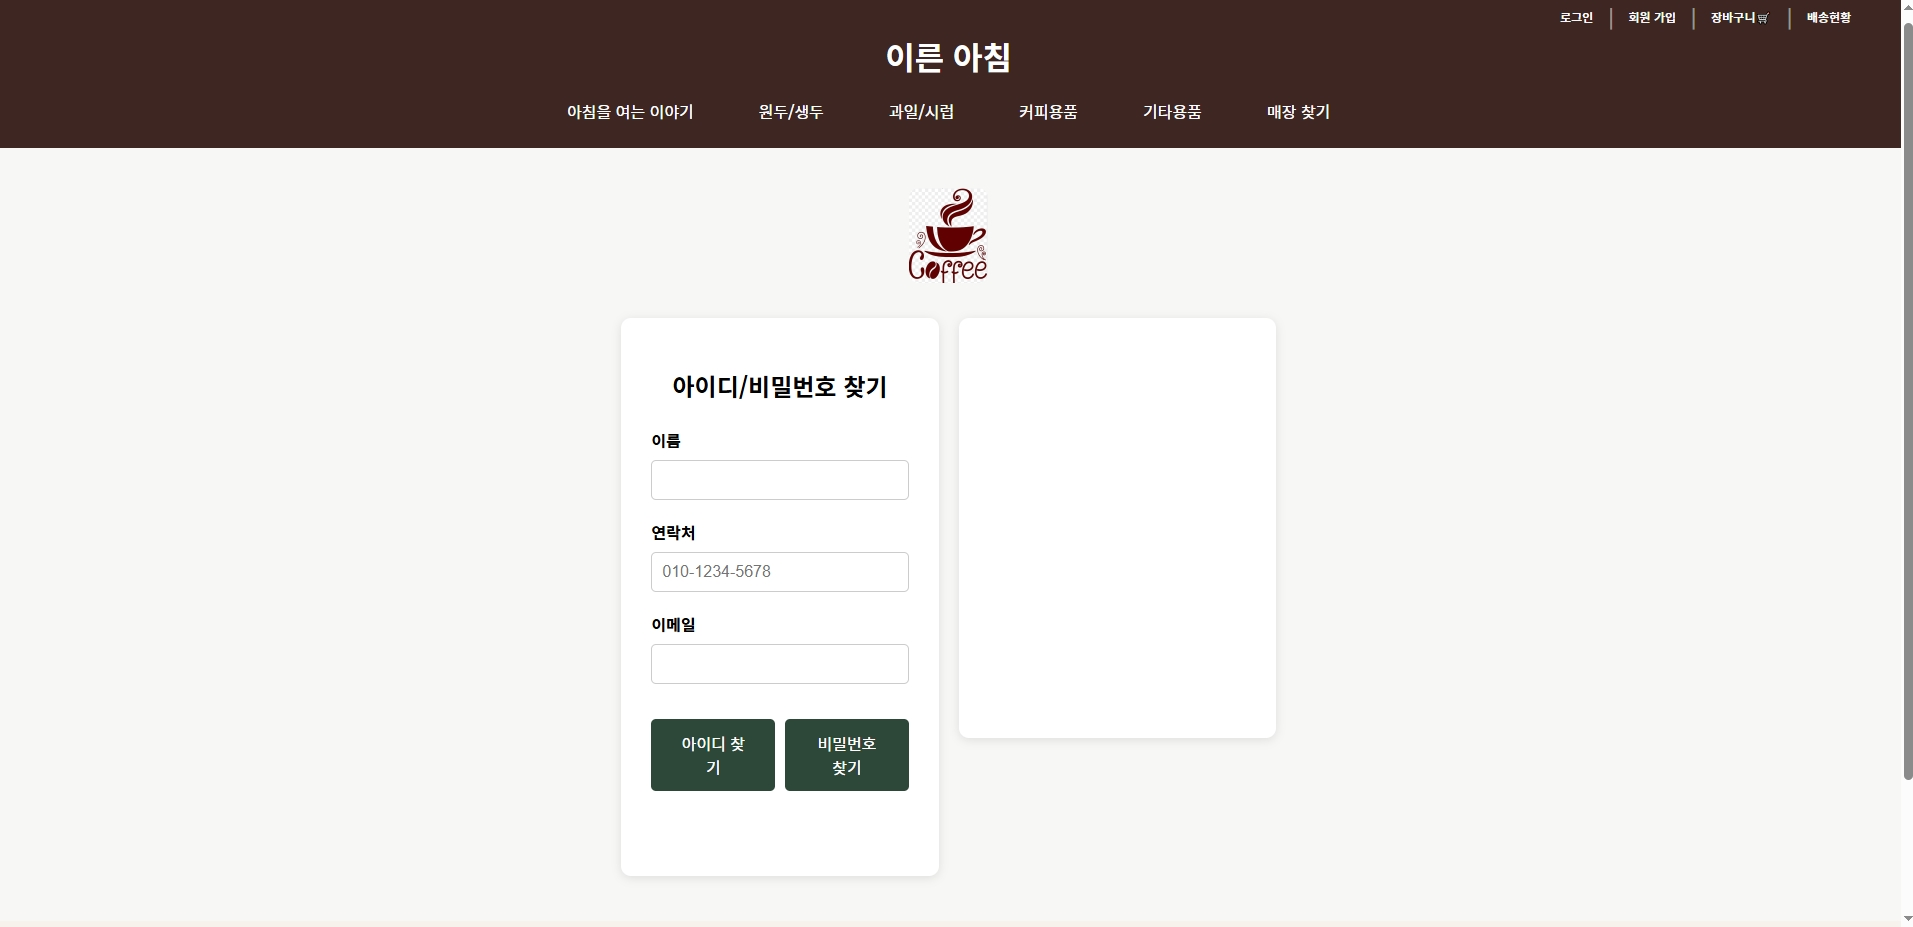 로그인 회원 가입 장바구니🛒 배송현황
이른 아침
아침을 여는 이야기 원두/생두 과일/시럽 커피용품 기타용품 매장 찾기
Coffee
아이디/비밀번호 찾기
이름
연락처
010-1234-5678
이메일
아이디 찾
기
비밀번호
찾기